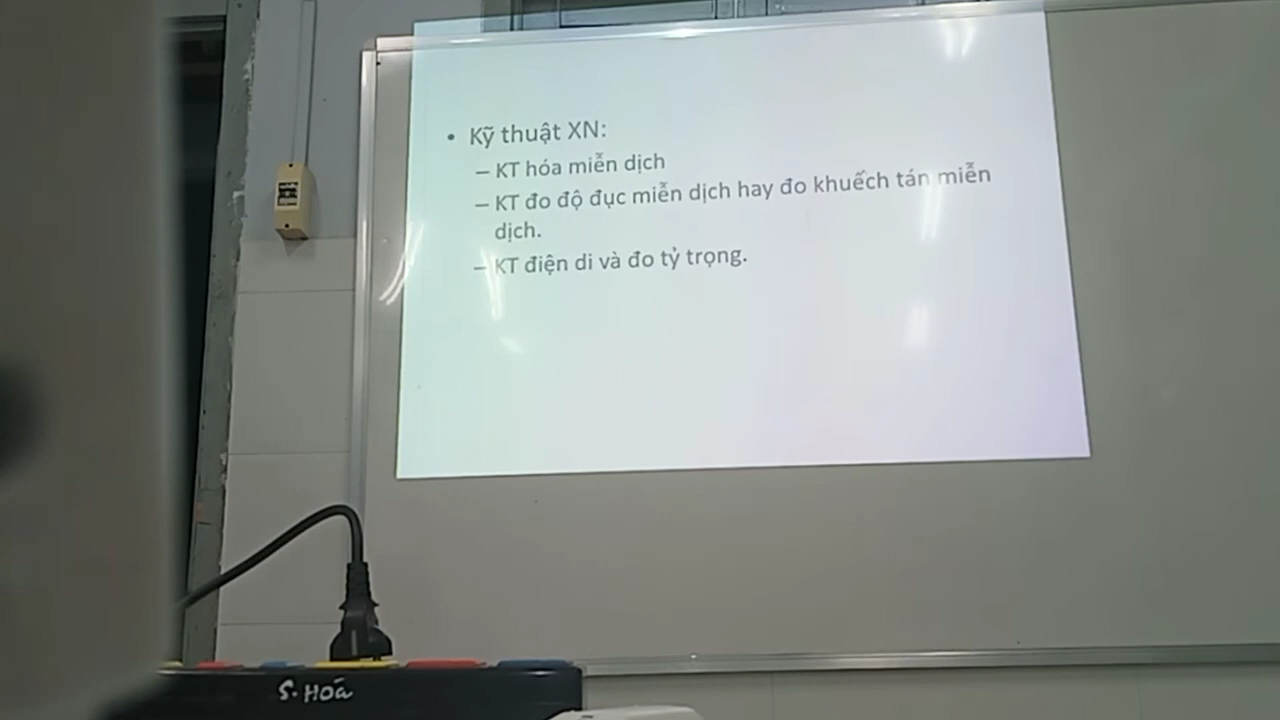 • Kỹ thuật XN:
– KT hóa miễn dịch
– KT đo độ đục miễn dịch hay đo khuếch tán miễn
dịch.
– KT điện di và đo tỷ trọng.
S. HOÁ